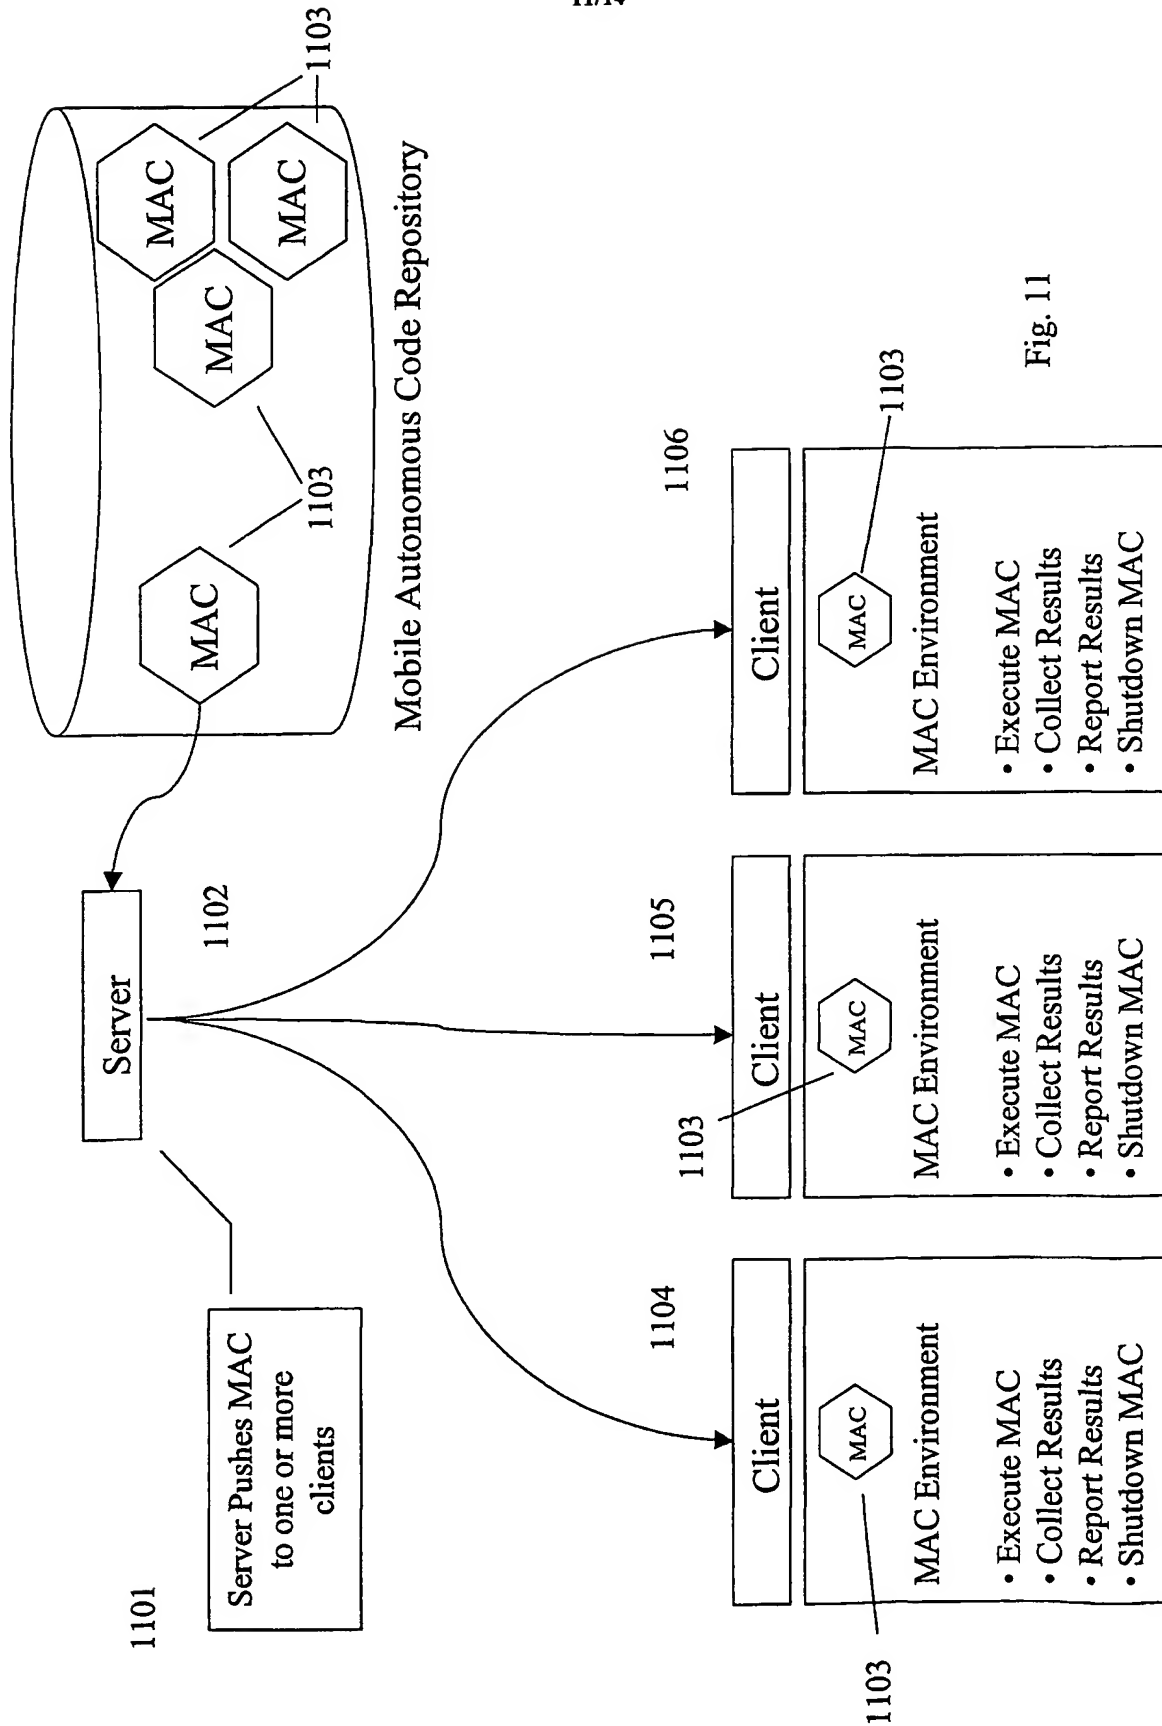 11/14
1101
Server Pushes MAC
to one or more
clients
Server
1102
MAC
MAC
MAC
MAC
1103
1103
Mobile Autonomous Code Repository
1104
Client
MAC
1103
MAC Environment
• Execute MAC
• Collect Results
• Report Results
• Shutdown MAC
1105
Client
MAC
1103
MAC Environment
• Execute MAC
• Collect Results
• Report Results
• Shutdown MAC
1106
Client
MAC
1103
MAC Environment
• Execute MAC
• Collect Results
• Report Results
• Shutdown MAC
Fig. 11